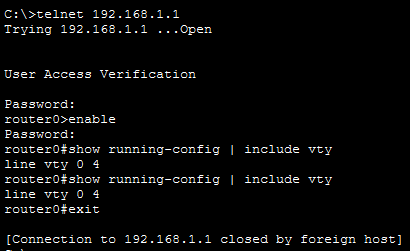 C:\>telnet 192.168.1.1
Trying 192.168.1.1 ...Open
User Access Verification
Password:
router0>enable
Password:
router0#show running-config | include vty
line vty 0 4
router0#show running-config | include vty
line vty 0 4
router0#exit
[Connection to 192.168.1.1 closed by foreign host]